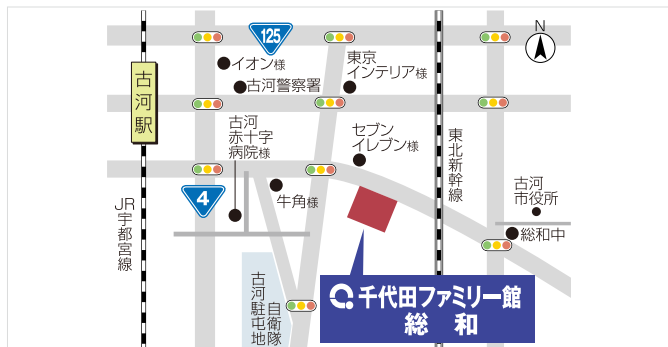 N
125
イオン様
古河警察署
東京
インテリア様
古河駅
古河
赤十字
病院様
セブン
イレブン様
東北新幹線
4
牛角様
古河
市役所
総和中
JR宇都宮線
自衛隊
古河駐屯地
千代田ファミリー館
総和